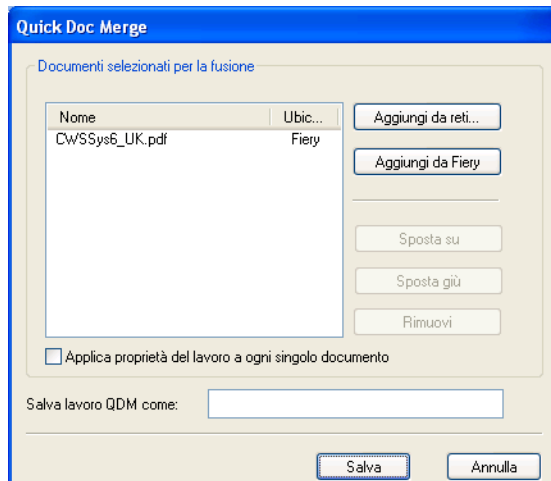 Quick Doc Merge
Documenti selezionati per la fusione
Nome Ubic...
CWSSys6_UK.pdf Fiery
Aggiungi da reti...
Aggiungi da Fiery
Sposta su
Sposta giù
Rimuovi
Applica proprietà del lavoro a ogni singolo documento
Salva lavoro QDM come:
Salva Annulla